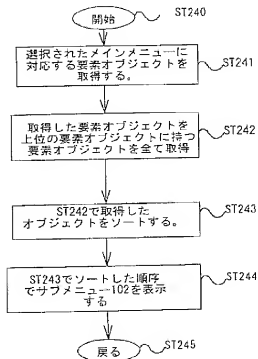 開始
ST240
選択されたメインメニューに
対応する要素オブジェクトを
取得する。
ST241
取得した要素オブジェクトを
上位の要素オブジェクトに持つ
要素オブジェクトを全て取得
ST242
ST242で取得した
オブジェクトをソートする。
ST243
ST243でソートした順序
でサブメニュー102を表示
する
ST244
戻る
ST245